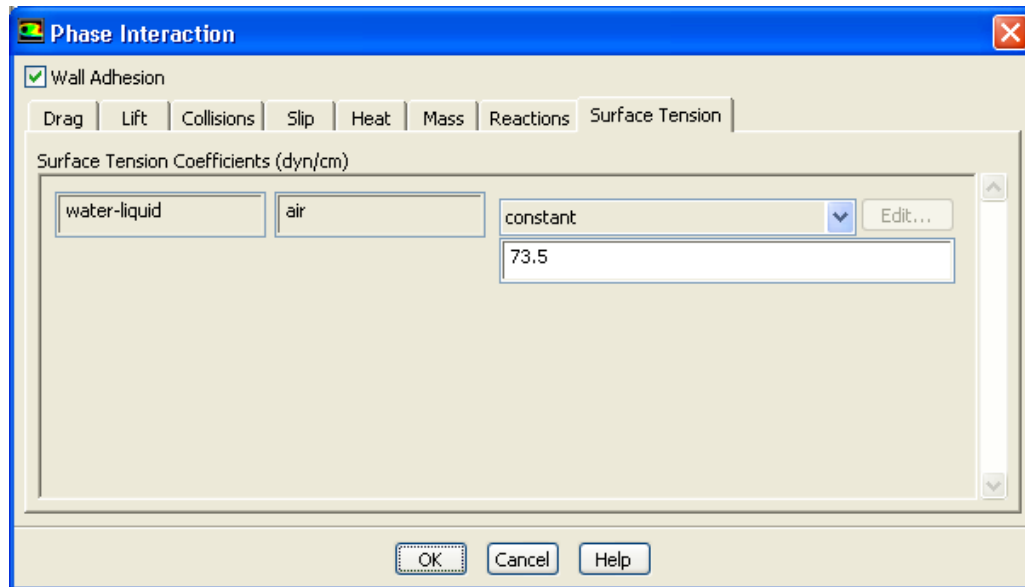 Phase Interaction
Wall Adhesion
Drag Lift Collisions Slip Heat Mass Reactions Surface Tension
Surface Tension Coefficients (dyn/cm)
water-liquid air constant Edit...
73.5
OK Cancel Help